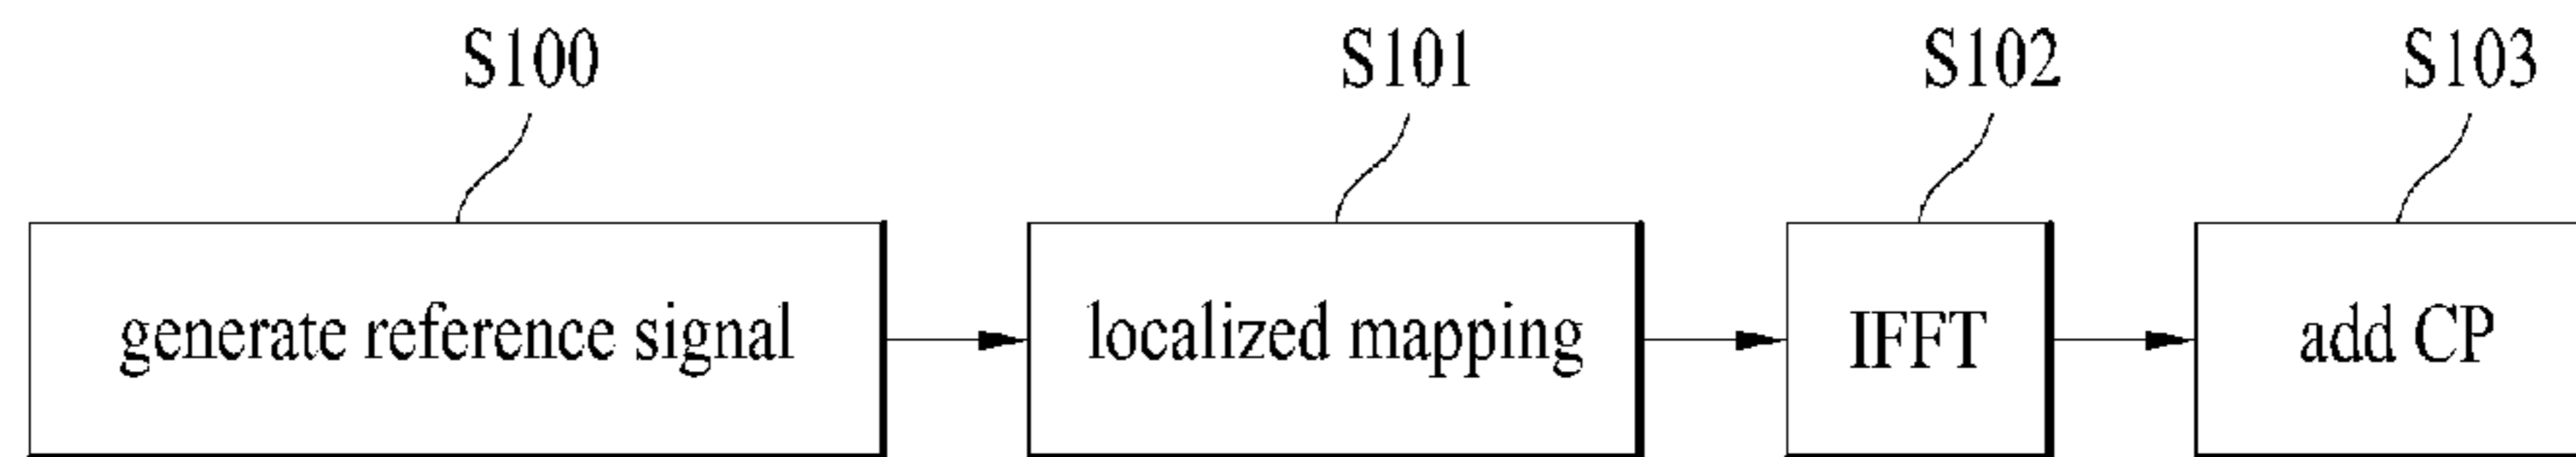 S100 S101 S102 S103
generate reference signal localized mapping IFFT add CP